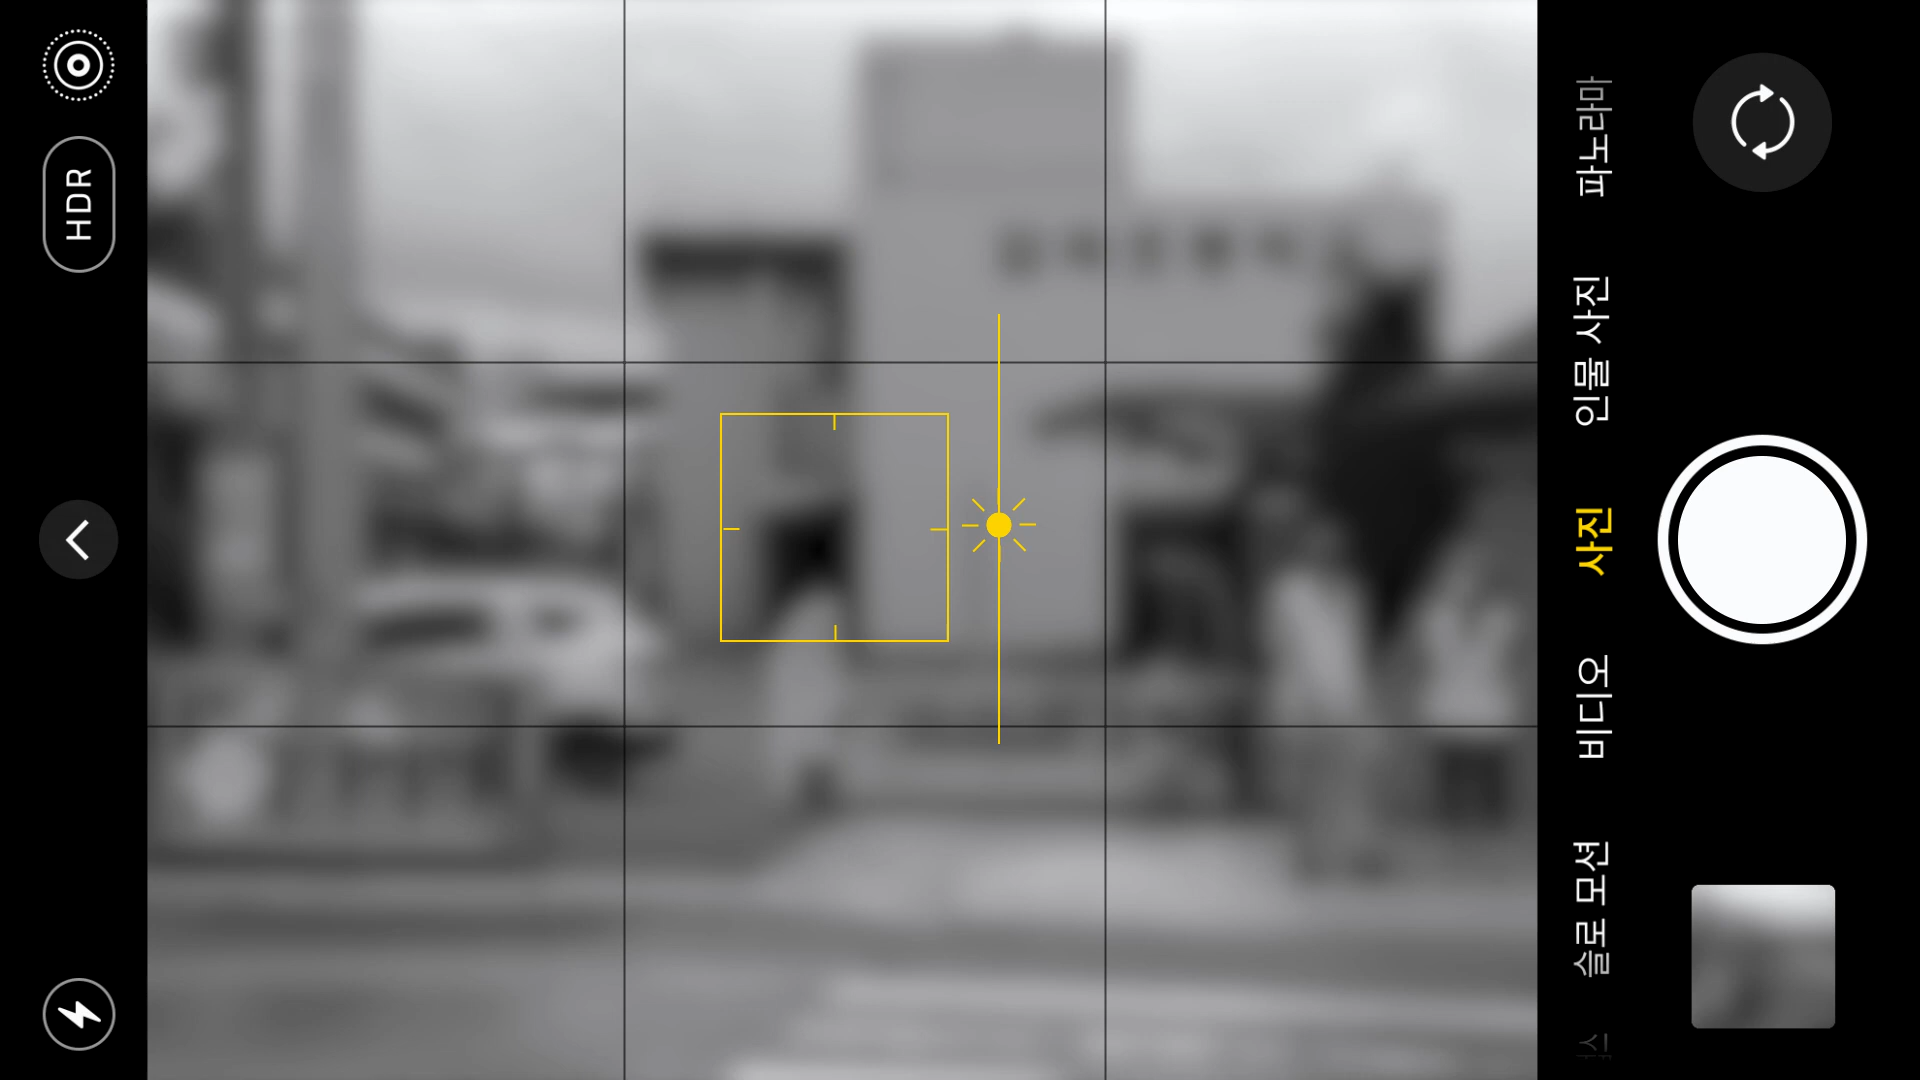 HDR
파노라마
인물 사진
사진
비디오
슬로 모션